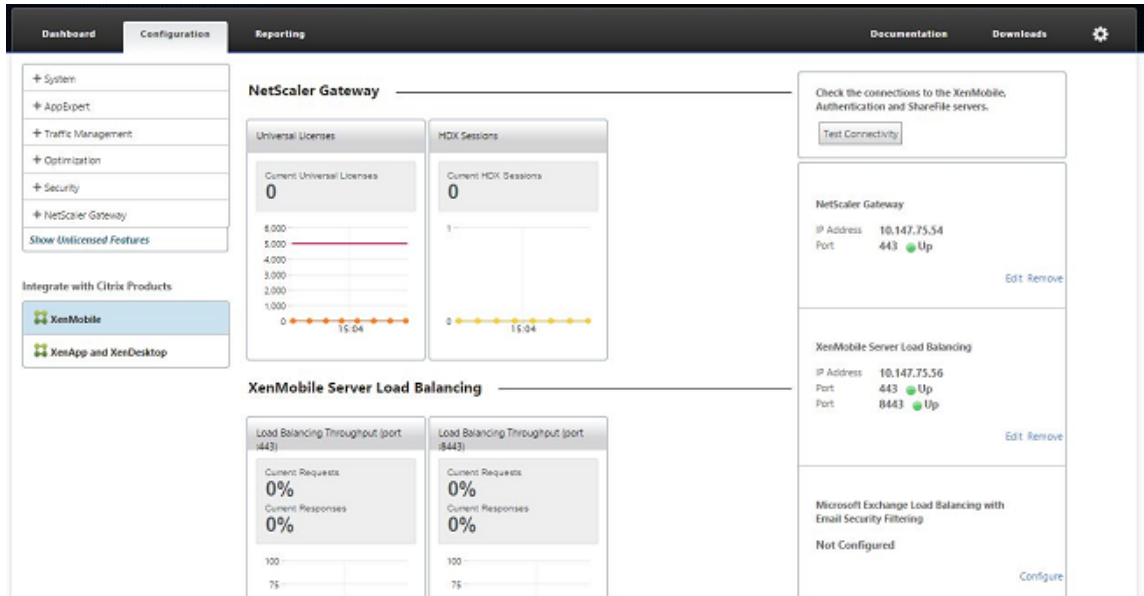 Dashboard
Configuration
Reporting
Documentation
Downloads
+ System
+ AppExpert
+ Traffic Management
+ Optimization
+ Security
+ NetScaler Gateway
Show Unlicensed Features
Integrate with Citrix Products
XenMobile
XenApp and XenDesktop
NetScaler Gateway
Universal Licenses
Current Universal Licenses
0
6,000
5,000
4,000
3,000
2,000
1,000
0
15:04
HDX Sessions
Current HDX Sessions
0
1
0
15:04
XenMobile Server Load Balancing
Load Balancing Throughput (port
:443)
Current Requests
0%
Current Responses
0%
100
75
Load Balancing Throughput (port
:8443)
Current Requests
0%
Current Responses
0%
100
75
Check the connections to the XenMobile,
Authentication and ShareFile servers.
Test Connectivity
NetScaler Gateway
IP Address 10.147.75.54
Port 443 Up
Edit Remove
XenMobile Server Load Balancing
IP Address 10.147.75.56
Port 443 Up
Port 8443 Up
Edit Remove
Microsoft Exchange Load Balancing with
Email Security Filtering
Not Configured
Configure